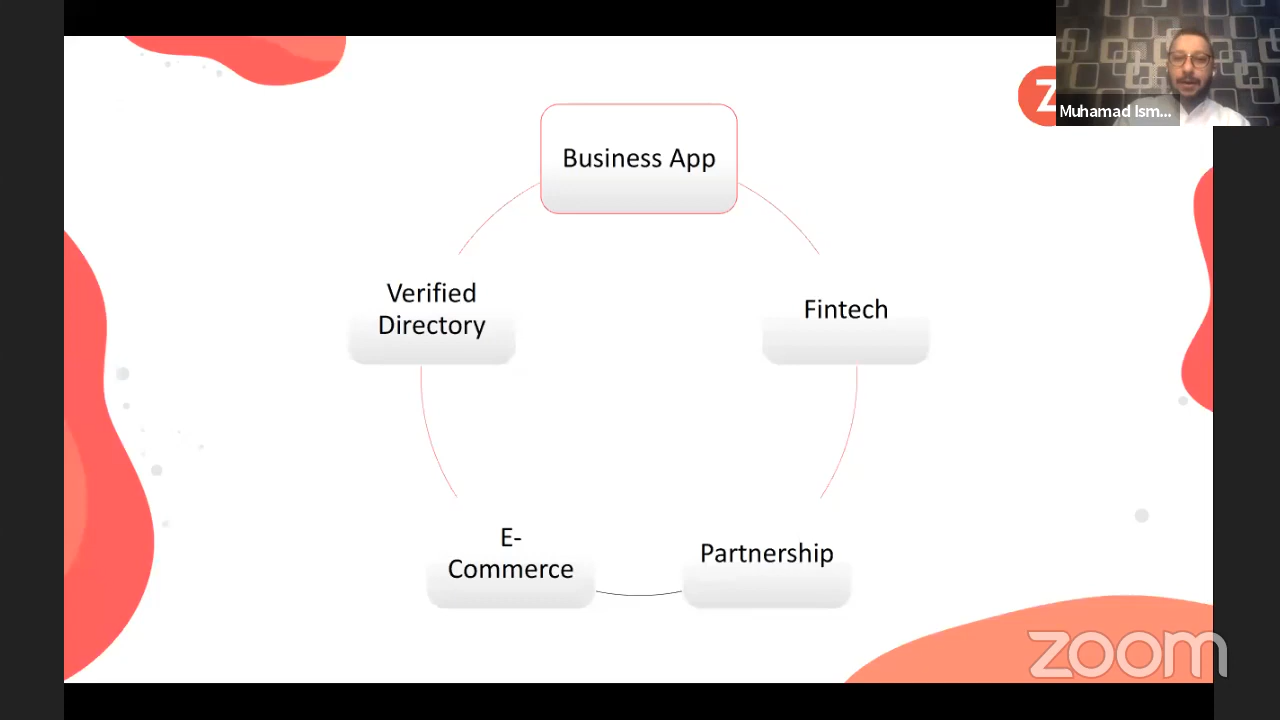 Z
Muhamad Ism...
Business App
Verified
Directory
Fintech
E-
Commerce
Partnership
zoom